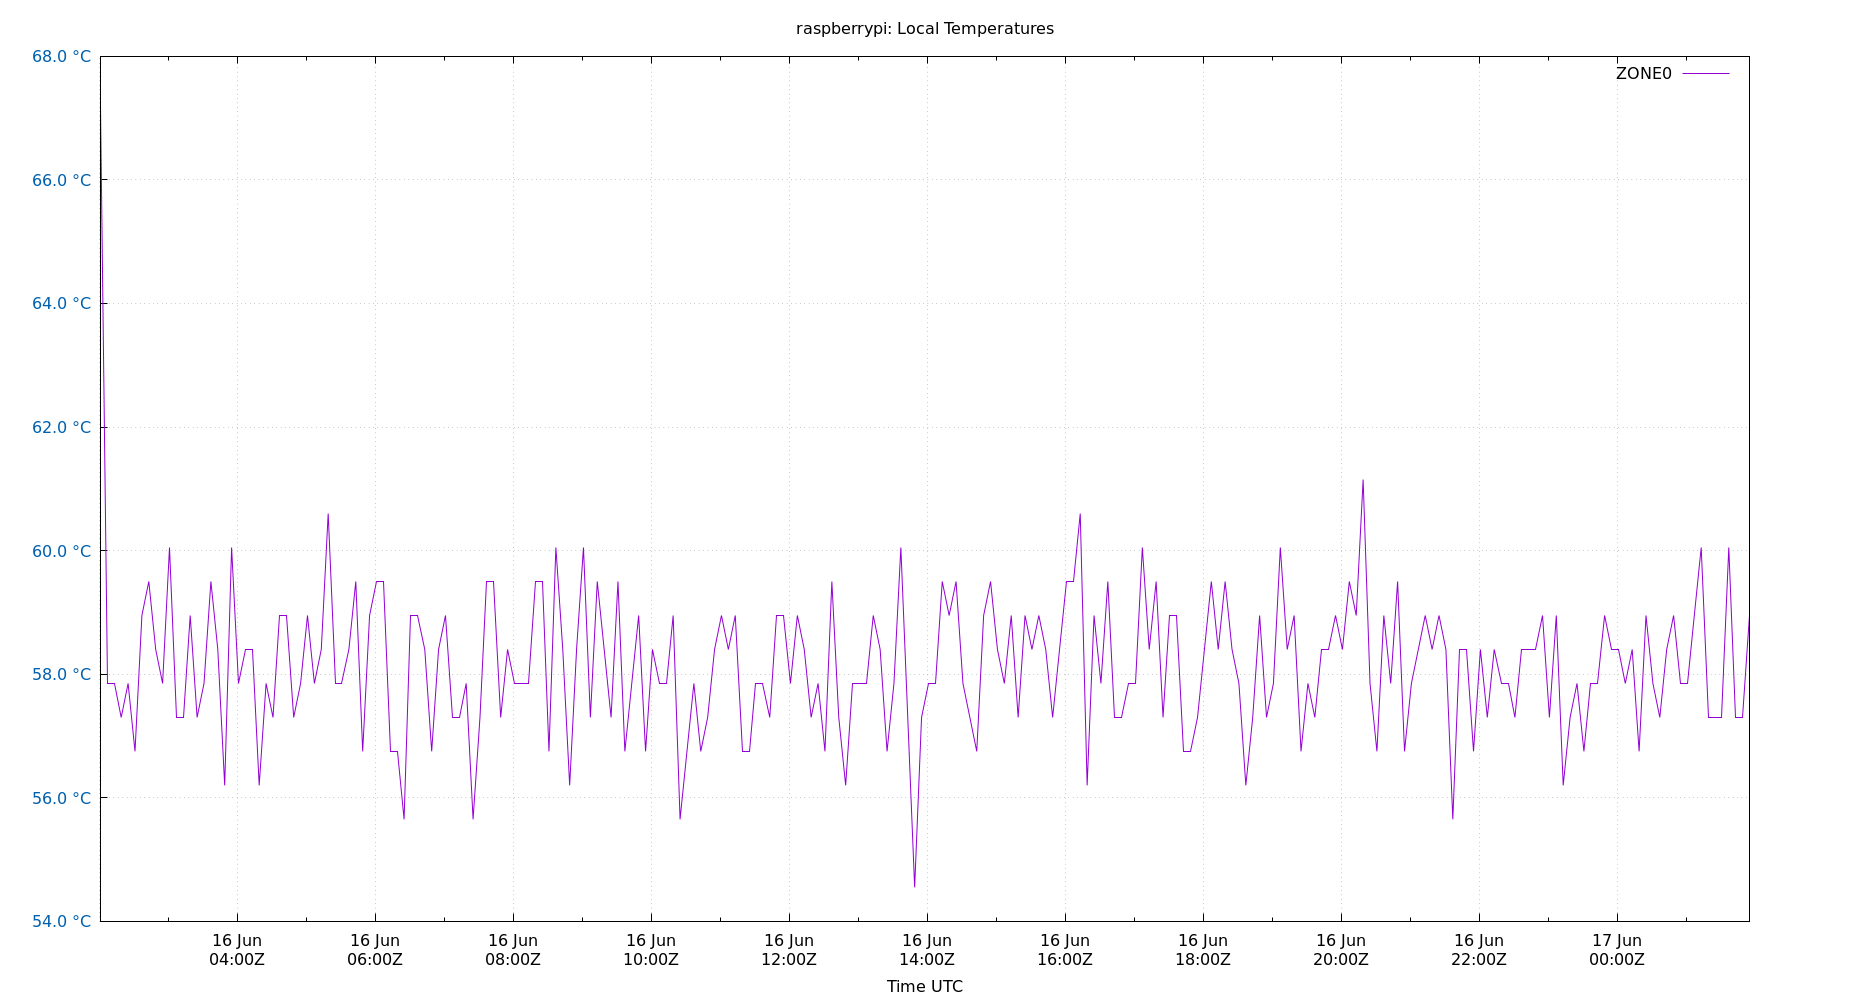 raspberrypi: Local Temperatures
68.0 °C
ZONE0
66.0 °C
64.0 °C
62.0 °C
60.0 °C
58.0 °C
56.0 °C
54.0 °C
16 Jun 16 Jun 16 Jun 16 Jun 16 Jun 16 Jun 16 Jun 16 Jun 16 Jun 16 Jun 17 Jun
04:00Z 06:00Z 08:00Z 10:00Z 12:00Z 14:00Z 16:00Z 18:00Z 20:00Z 22:00Z 00:00Z
Time UTC